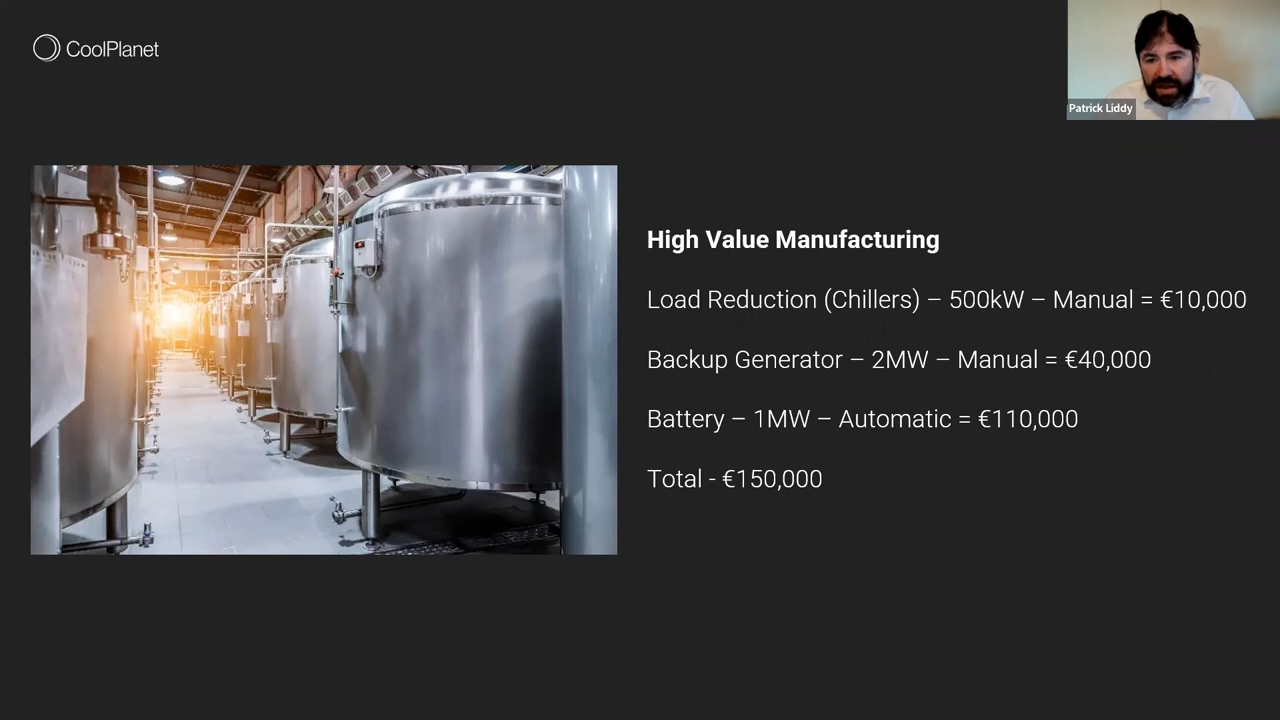 CoolPlanet
Patrick Liddy
High Value Manufacturing
Load Reduction (Chillers) – 500kW – Manual = €10,000
Backup Generator – 2MW – Manual = €40,000
Battery – 1MW – Automatic = €110,000
Total - €150,000